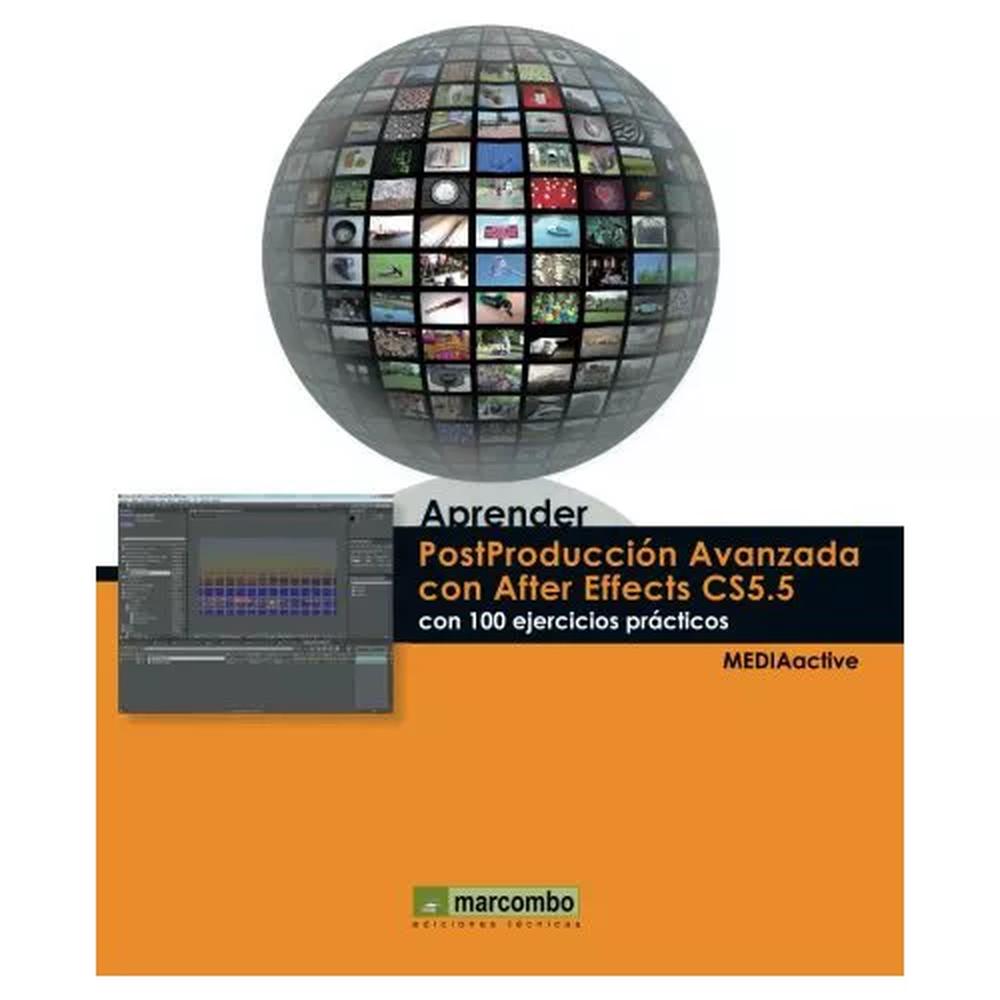 Aprender
PostProducción Avanzada
con After Effects CS5.5
con 100 ejercicios prácticos
MEDIAactive
marcombo
ediciones técnicas